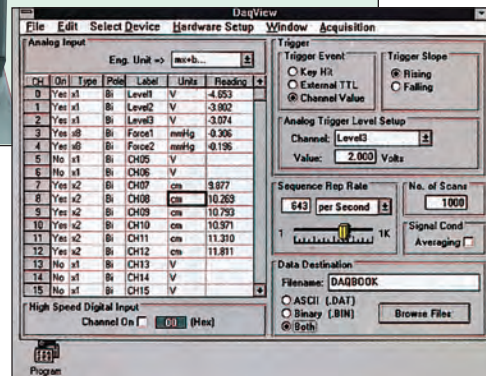 DaqView
File Edit Select Device Hardware Setup Window Acquisition
Analog Input
Eng. Unit => mx+b...
CH On Type Pole Label Units Reading
0 Yes x1 Bi Level1 V -4.653
1 Yes x1 Bi Level2 V -3.802
2 Yes x1 Bi Level3 V -3.074
3 Yes x8 Bi Force1 mmHg -0.306
4 Yes x8 Bi Force2 mmHg -0.196
5 No x1 Bi CH05 V
6 No x1 Bi CH06 V
7 Yes x2 Bi CH07 cm 9.877
8 Yes x2 Bi CH08 cm 10.269
9 Yes x2 Bi CH09 cm 10.793
10 Yes x2 Bi CH10 cm 10.971
11 Yes x2 Bi CH11 cm 11.310
12 Yes x2 Bi CH12 cm 11.811
13 No x1 Bi CH13 V
14 No x1 Bi CH14 V
15 No x1 Bi CH15 V
High Speed Digital Input
Channel On 00 (Hex)
Trigger
Trigger Event
Key Hit
External TTL
Channel Value
Trigger Slope
Rising
Falling
Analog Trigger Level Setup
Channel: Level3
Value: 2.000 Volts
Sequence Rep Rate
643 per Second
1 1K
No. of Scans
1000
Signal Cond
Averaging
Data Destination
Filename: DAQBOOK
ASCII (.DAT)
Binary (.BIN)
Both
Browse Files
Program